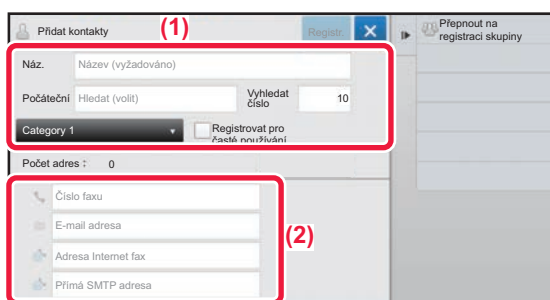 Přidat kontakty
(1)
Registr.
Přepnout na
registraci skupiny
Náz.
Název (vyžadováno)
Počáteční
Hledat (volit)
Vyhledat
číslo
10
Category 1
Registrovat pro
časté používání
Počet adres :
0
Číslo faxu
E-mail adresa
(2)
Adresa Internet fax
Přímá SMTP adresa